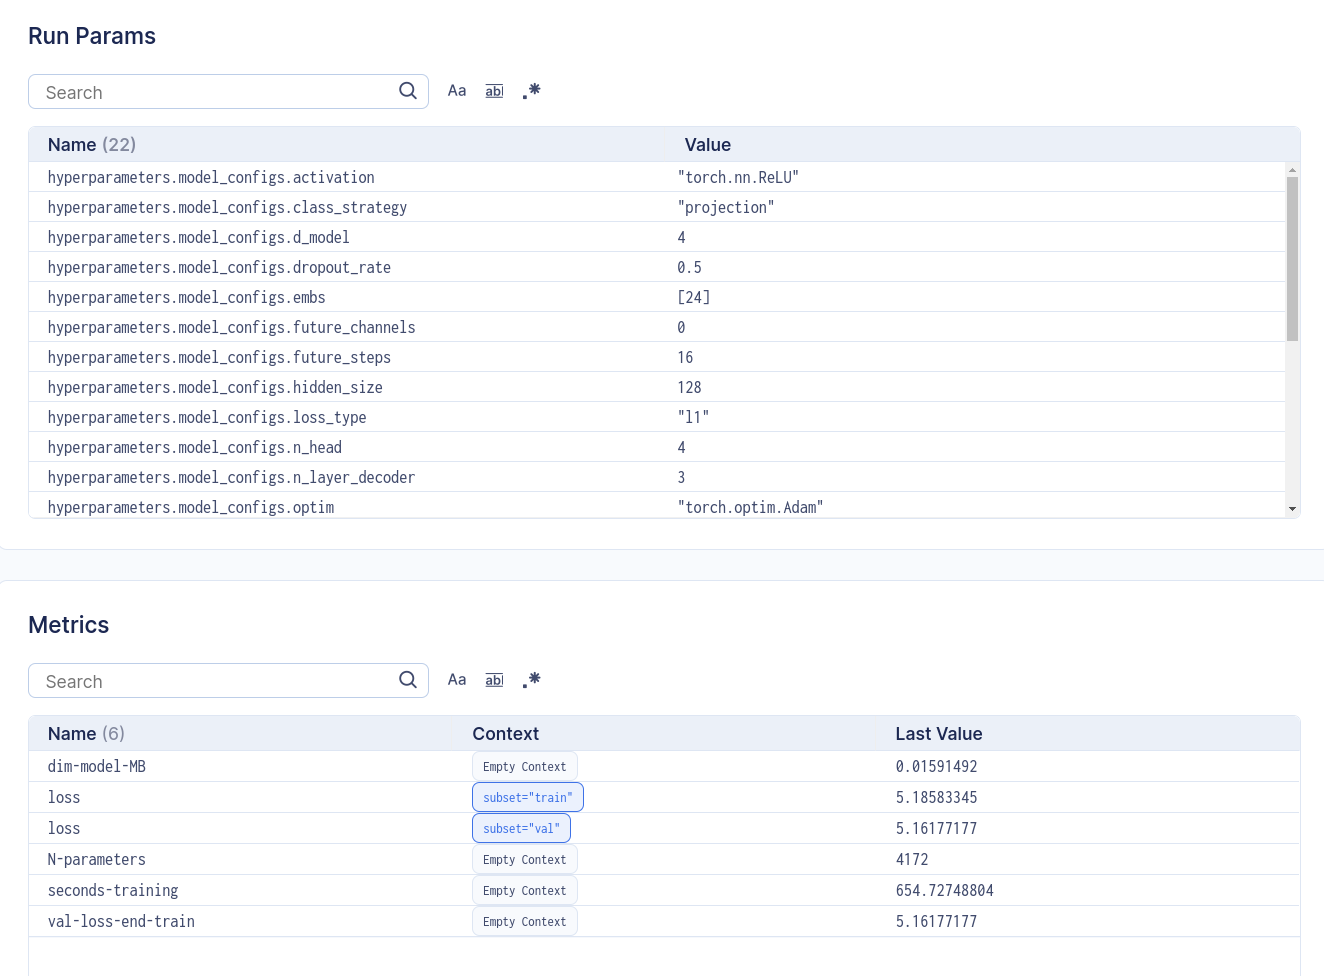 Run Params
Search Aa abl .*
Name (22) Value
hyperparameters.model_configs.activation "torch.nn.ReLU"
hyperparameters.model_configs.class_strategy "projection"
hyperparameters.model_configs.d_model 4
hyperparameters.model_configs.dropout_rate 0.5
hyperparameters.model_configs.embs [24]
hyperparameters.model_configs.future_channels 0
hyperparameters.model_configs.future_steps 16
hyperparameters.model_configs.hidden_size 128
hyperparameters.model_configs.loss_type "l1"
hyperparameters.model_configs.n_head 4
hyperparameters.model_configs.n_layer_decoder 3
hyperparameters.model_configs.optim "torch.optim.Adam"
Metrics
Search Aa abl .*
Name (6) Context Last Value
dim-model-MB Empty Context 0.01591492
loss subset="train" 5.18583345
loss subset="val" 5.16177177
N-parameters Empty Context 4172
seconds-training Empty Context 654.72748804
val-loss-end-train Empty Context 5.16177177